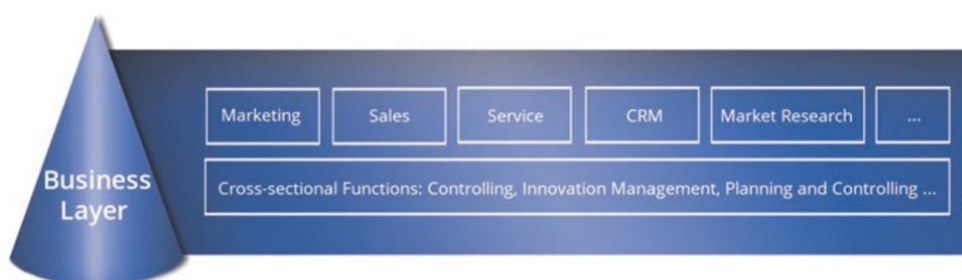 Marketing
Sales
Service
CRM
Market Research
...
Business
Layer
Cross-sectional Functions: Controlling, Innovation Management, Planning and Controlling ...